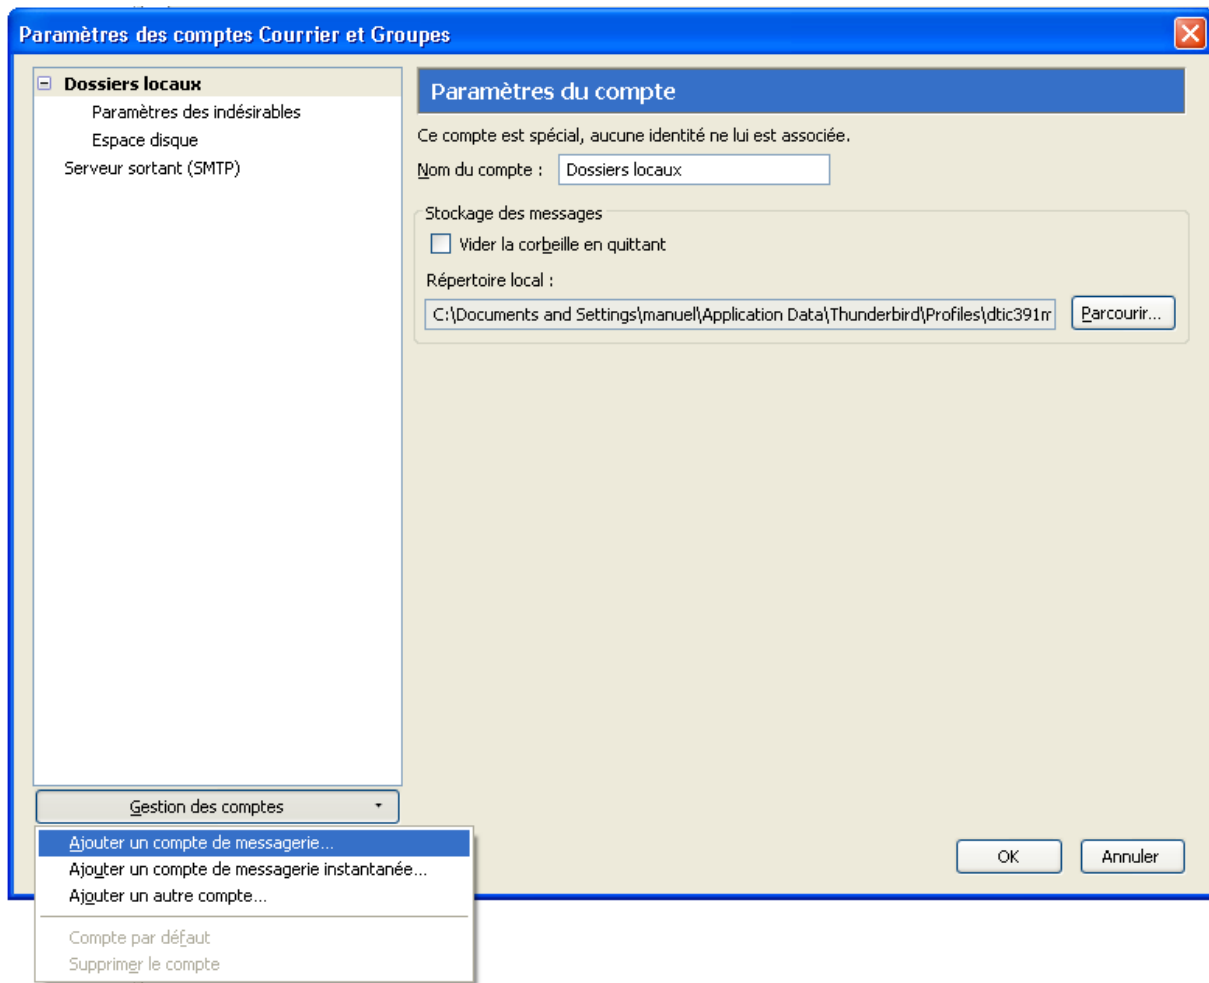 Paramètres des comptes Courrier et Groupes
Dossiers locaux
Paramètres des indésirables
Espace disque
Serveur sortant (SMTP)
Paramètres du compte
Ce compte est spécial, aucune identité ne lui est associée.
Nom du compte : Dossiers locaux
Stockage des messages
Vider la corbeille en quittant
Répertoire local :
C:\Documents and Settings\manuel\Application Data\Thunderbird\Profiles\dtic391m Parcourir...
Gestion des comptes
Ajouter un compte de messagerie...
Ajouter un compte de messagerie instantanée...
Ajouter un autre compte...
Compte par défaut
Supprimer le compte
OK Annuler